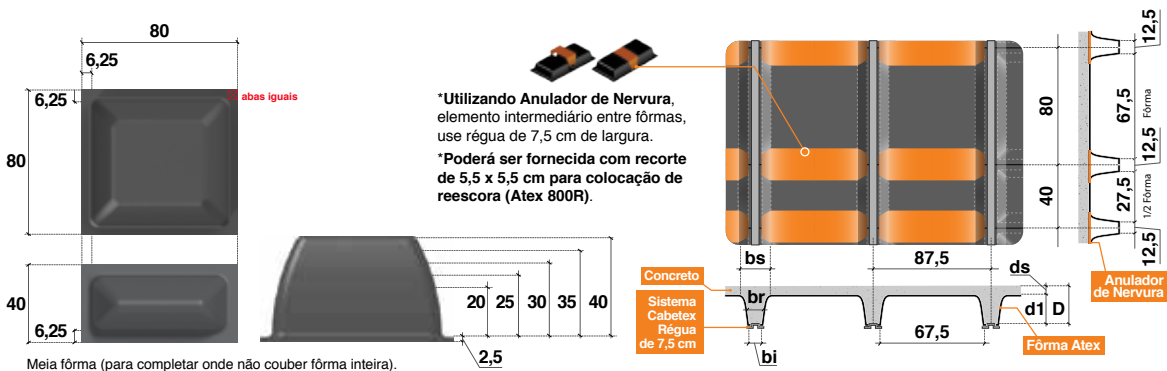 80
6,25
6,25
abas iguais
80
40
6,25
Meia fôrma (para completar onde não couber fôrma inteira).
20
25
30
35
40
2,5
*Utilizando Anulador de Nervura,
elemento intermediário entre fôrmas,
use régua de 7,5 cm de largura.
*Poderá ser fornecida com recorte
de 5,5 x 5,5 cm para colocação de
reescora (Atex 800R).
80
40
12,5
67,5
Fôrma
12,5
27,5
1/2 Fôrma
12,5
Anulador
de Nervura
bs
87,5
ds
Concreto
Sistema
Cabetex
Régua
de 7,5 cm
br
d1
D
bi
67,5
Fôrma Atex